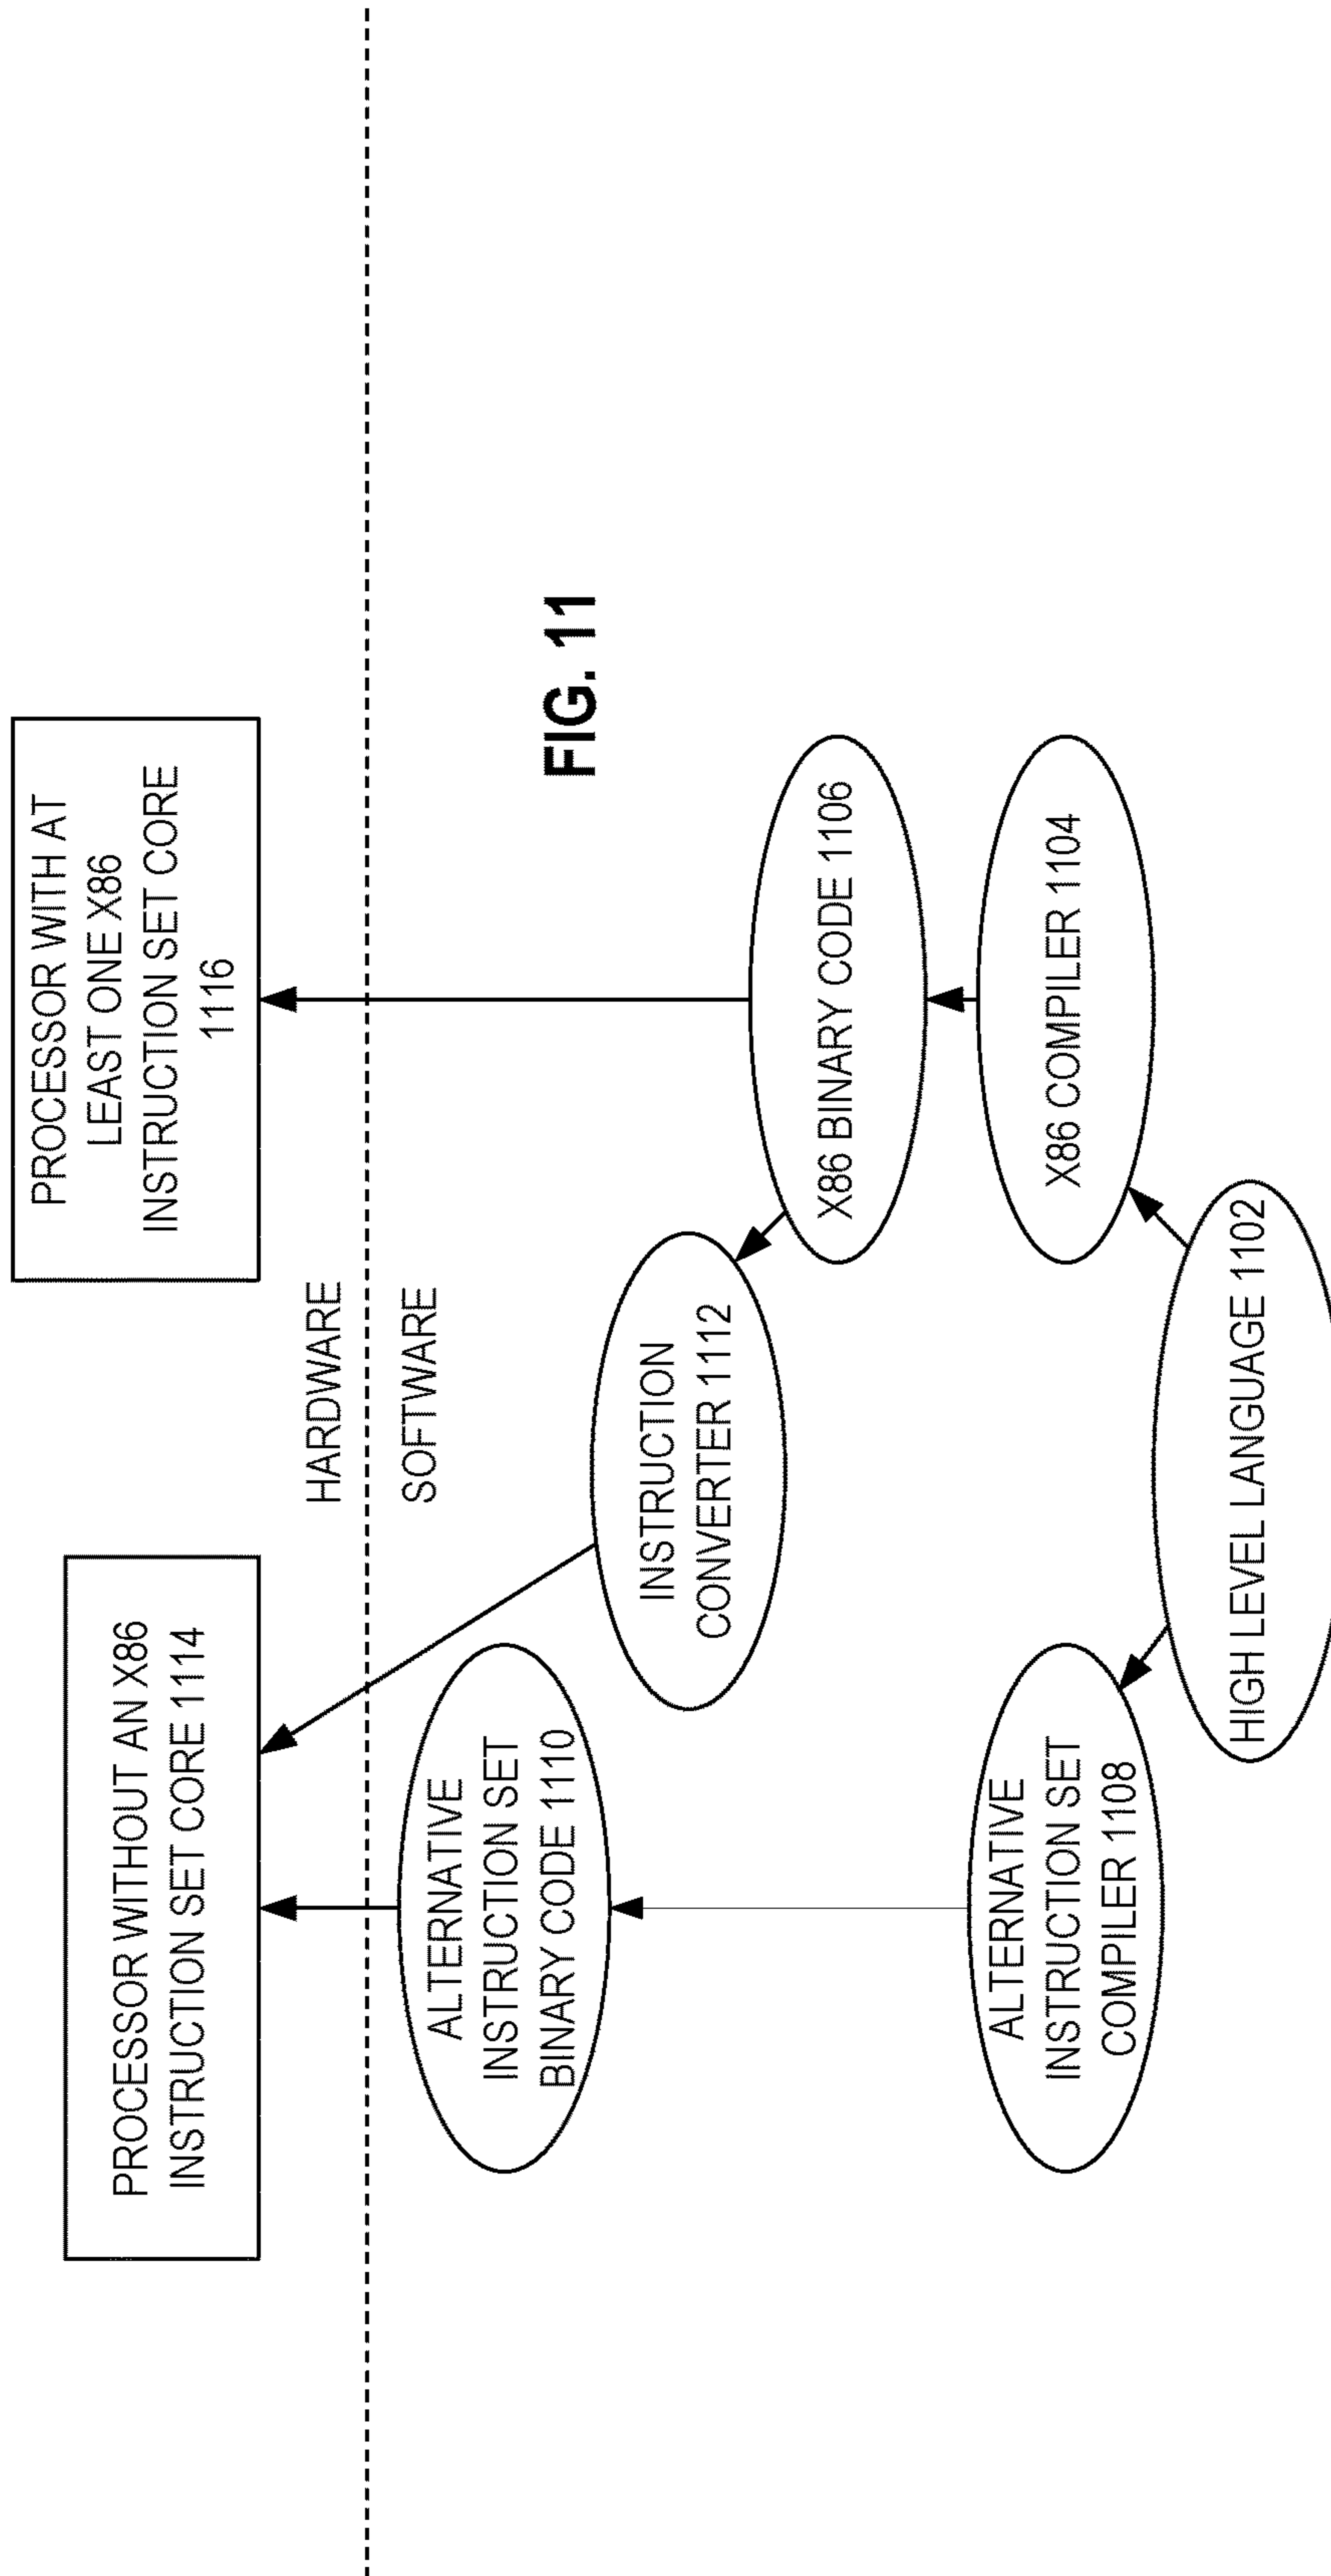 PROCESSOR WITHOUT AN X86
INSTRUCTION SET CORE 1114
PROCESSOR WITH AT
LEAST ONE X86
INSTRUCTION SET CORE
1116
HARDWARE
SOFTWARE
ALTERNATIVE
INSTRUCTION SET
BINARY CODE 1110
INSTRUCTION
CONVERTER 1112
FIG. 11
X86 BINARY CODE 1106
ALTERNATIVE
INSTRUCTION SET
COMPILER 1108
X86 COMPILER 1104
HIGH LEVEL LANGUAGE 1102